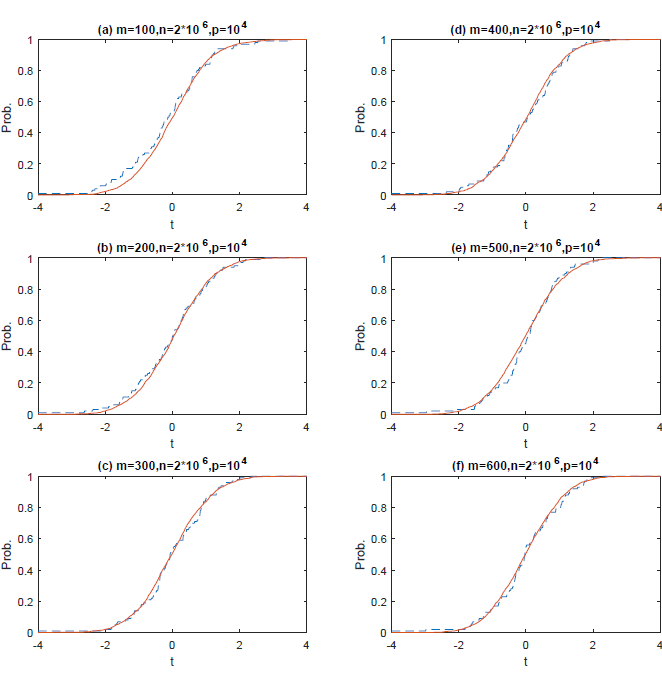 (a) m=100,n=2*10^6,p=10^4
Prob.
1
0.8
0.6
0.4
0.2
0
-4 -2 0 2 4
t
(b) m=200,n=2*10^6,p=10^4
Prob.
1
0.8
0.6
0.4
0.2
0
-4 -2 0 2 4
t
(c) m=300,n=2*10^6,p=10^4
Prob.
1
0.8
0.6
0.4
0.2
0
-4 -2 0 2 4
t
(d) m=400,n=2*10^6,p=10^4
Prob.
1
0.8
0.6
0.4
0.2
0
-4 -2 0 2 4
t
(e) m=500,n=2*10^6,p=10^4
Prob.
1
0.8
0.6
0.4
0.2
0
-4 -2 0 2 4
t
(f) m=600,n=2*10^6,p=10^4
Prob.
1
0.8
0.6
0.4
0.2
0
-4 -2 0 2 4
t